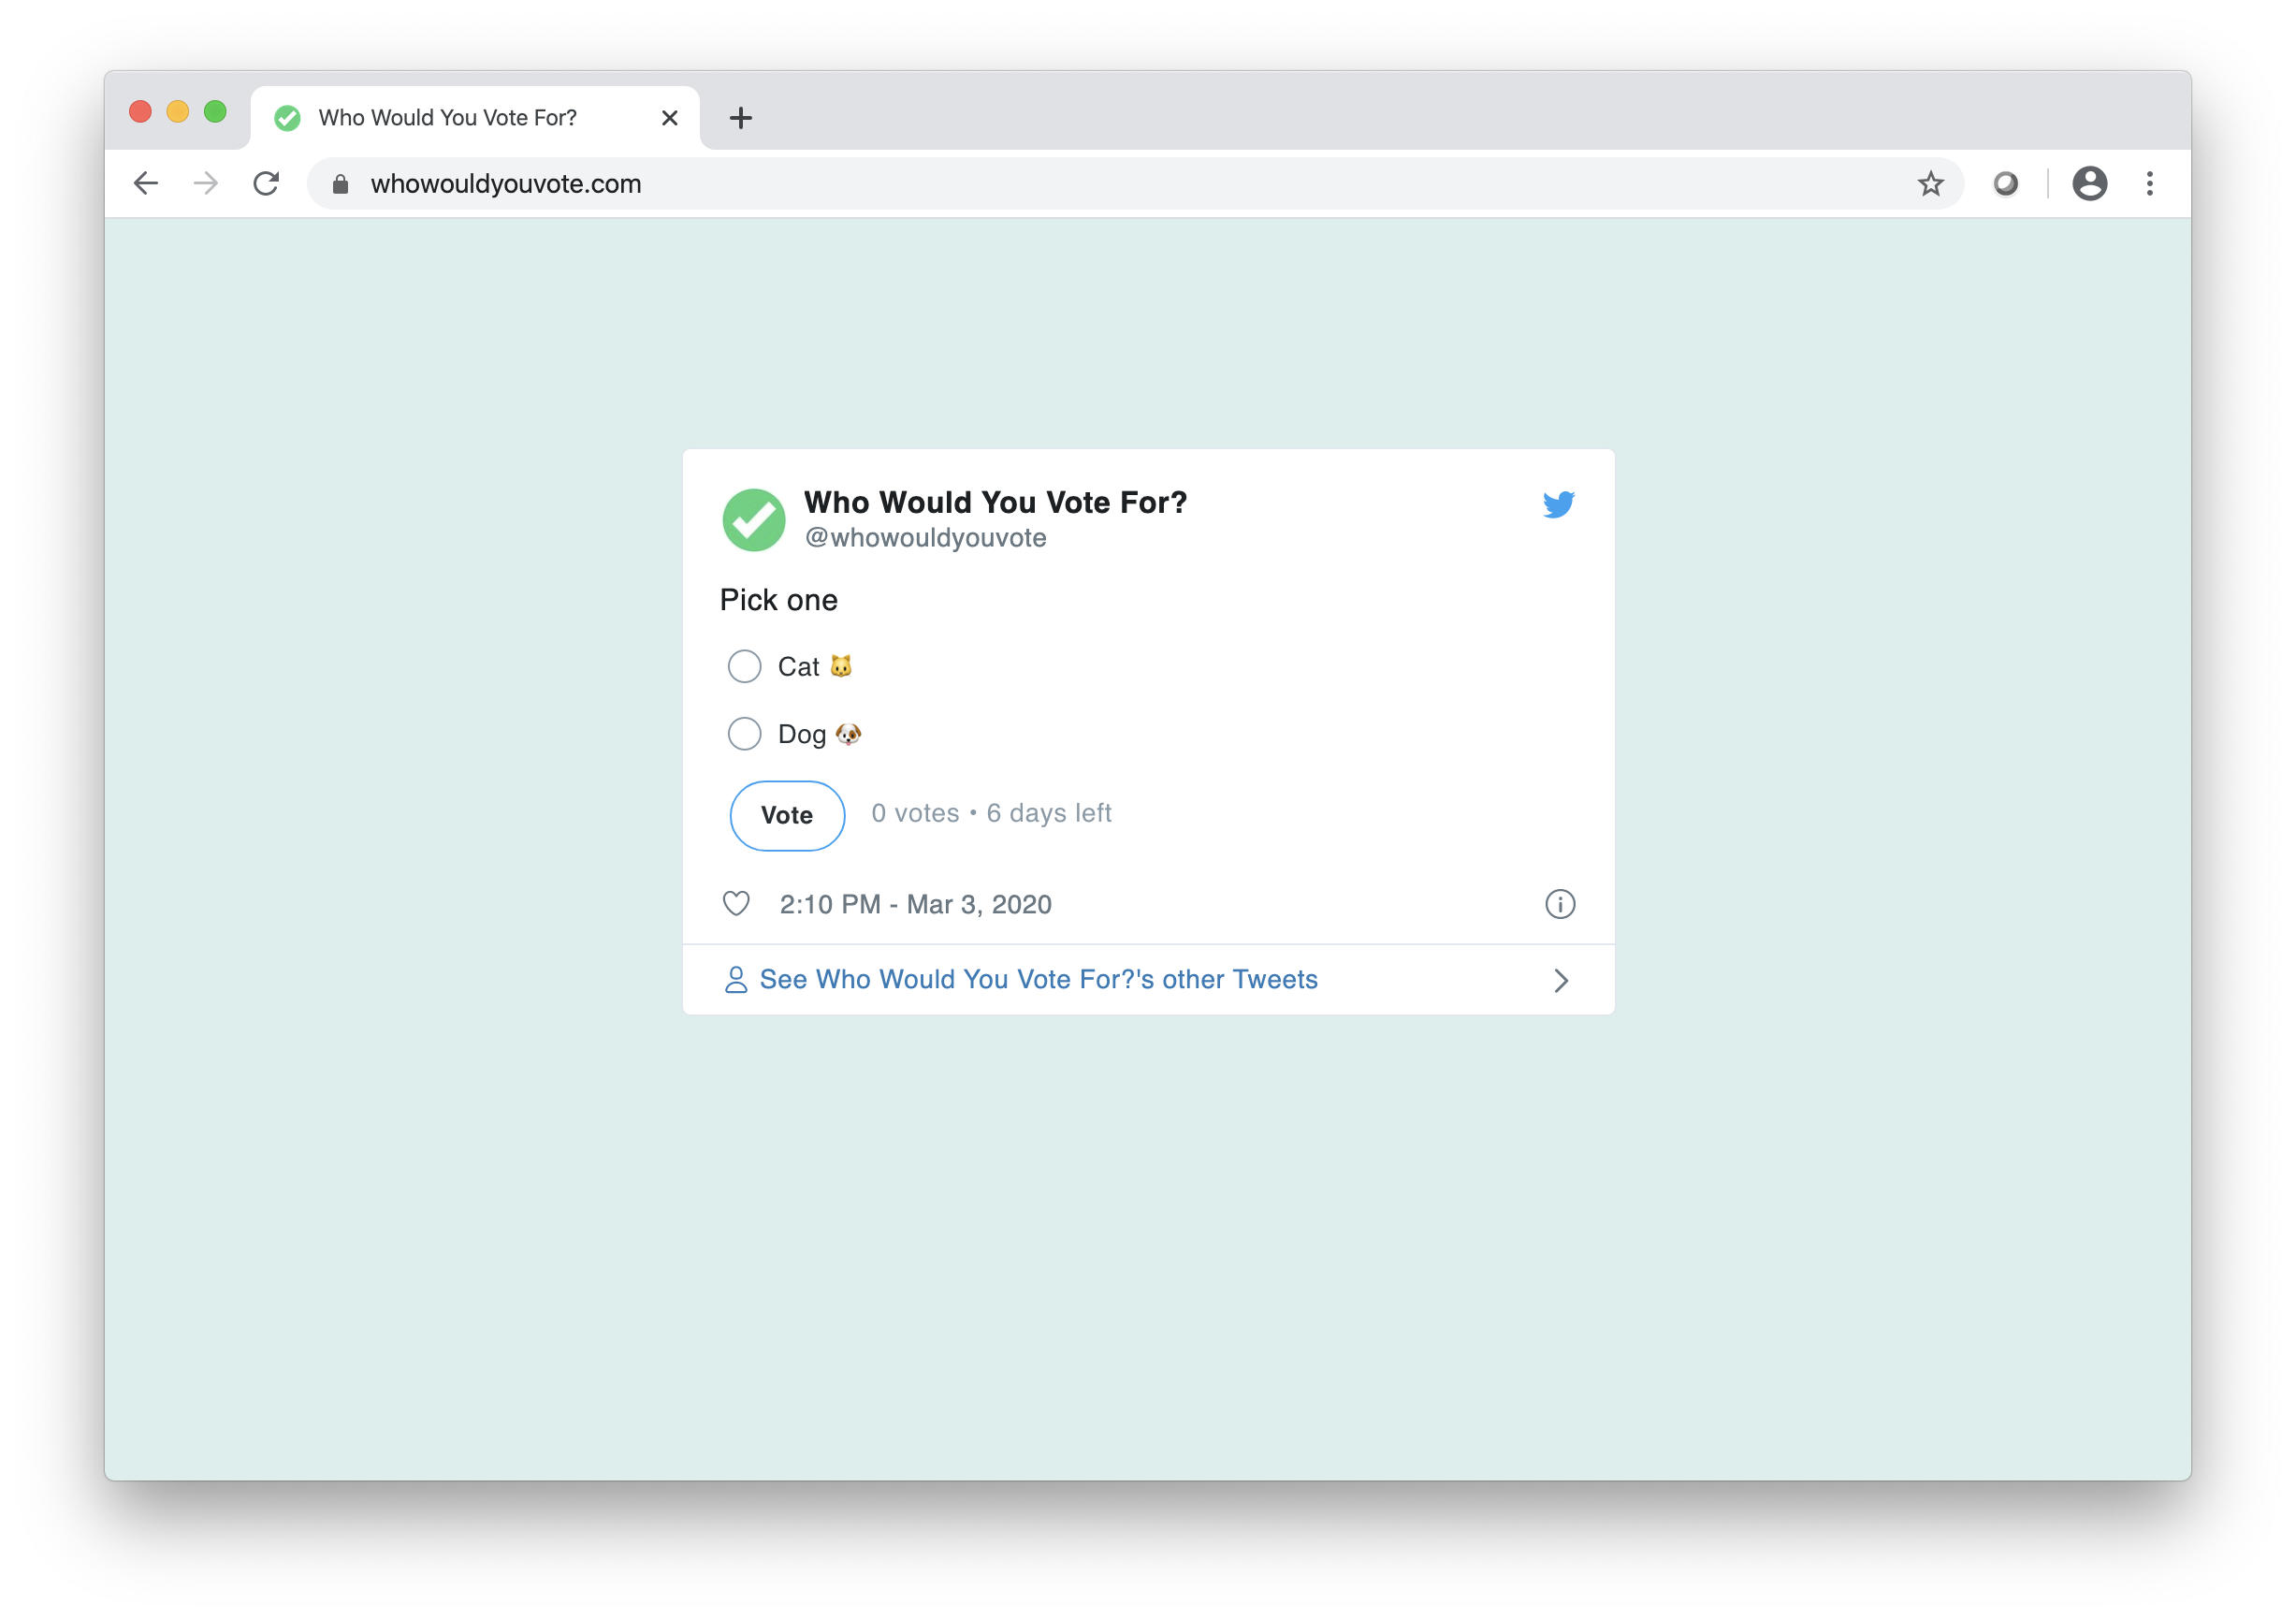 Who Would You Vote For?
whowouldyouvote.com
Who Would You Vote For?
@whowouldyouvote
Pick one
Cat 🐱
Dog 🐶
Vote 0 votes • 6 days left
2:10 PM - Mar 3, 2020
See Who Would You Vote For?'s other Tweets